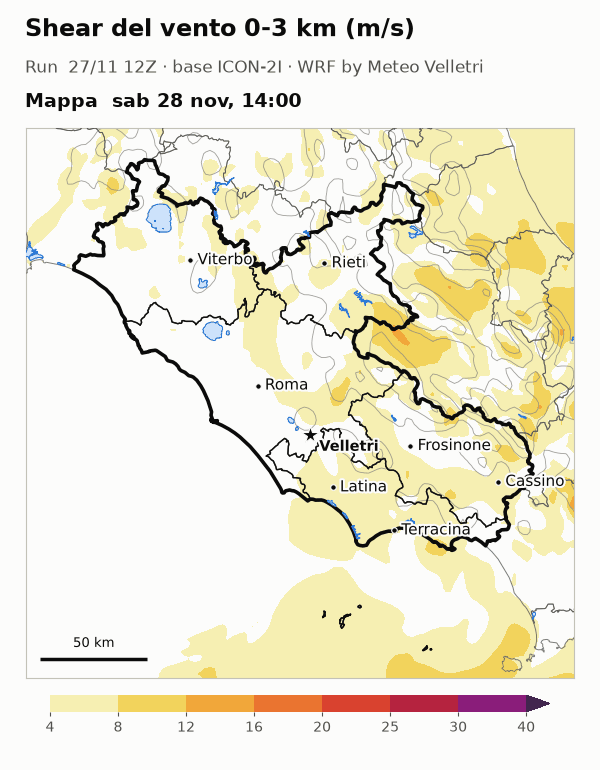 Shear del vento 0-3 km (m/s)
Run  27/11 12Z · base ICON-2I · WRF by Meteo Velletri
Mappa  sab 28 nov, 14:00
Viterbo
Rieti
Roma
Velletri
Frosinone
Latina
Cassino
Terracina
50 km
4 8 12 16 20 25 30 40